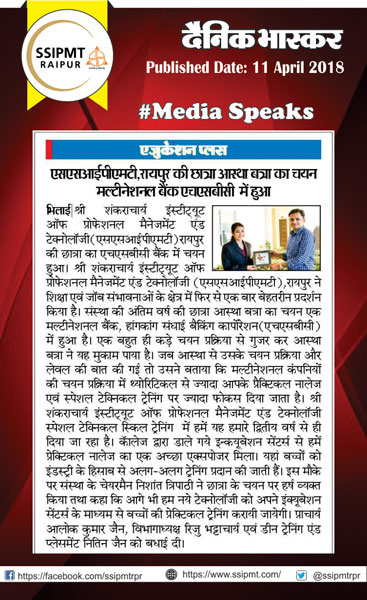 SSIPMT
RAIPUR
दैनिक भास्कर
Published Date: 11 April 2018
#Media Speaks
एजुकेशन प्लस
एसएसआईपीएमटी,रायपुर की छात्रा आस्था बत्रा का चयन
मल्टीनेशनल बैंक एचएसबीसी में हुआ
भिलाई| श्री शंकराचार्य इंस्टीट्यूट
ऑफ प्रोफेशनल मैनेजमेंट एंड
टेक्नोलॉजी(एसएसआईपीएमटी)रायपुर
की छात्रा का एचएसबीसी बैंक में चयन
हुआ। श्री शंकराचार्य इंस्टीट्यूट ऑफ
प्रोफेशनल मैनेजमेंट एंड टेक्नोलॉजी (एसएसआईपीएमटी),रायपुर ने
शिक्षा एवं जॉब संभावनाओं के क्षेत्र में फिर से एक बार बेहतरीन प्रदर्शन
किया है। संस्था की अंतिम वर्ष की छात्रा आस्था बत्रा का चयन एक
मल्टीनेशनल बैंक, हांगकांग संघाई बैकिंग कार्पोरेशन(एचएसबीसी)
में हुआ है। एक बहुत ही कड़े चयन प्रक्रिया से गुजर कर आस्था
बत्रा ने यह मुकाम पाया है। जब आस्था से उसके चयन प्रक्रिया और
लेवल की बात की गई तो उसने बताया कि मल्टीनेशनल कंपनियों
की चयन प्रक्रिया में थ्योरिटिकल से ज्यादा आपके प्रैक्टिकल नालेज
एवं स्पेशल टेक्निकल ट्रेनिंग पर ज्यादा फोकस दिया जाता है। श्री
शंकराचार्य इंस्टीट्यूट ऑफ प्रोफेशनल मैनेजमेंट एंड टेक्नोलॉजी
स्पेशल टेक्निकल स्किल ट्रेनिंग में हमें यह हमारे द्वितीय वर्ष से ही
दिया जा रहा है। कॅालेज द्वारा डाले गये इन्क्यूबेशन सेंटर्स से हमें
प्रेक्टिकल नालेज का एक अच्छा एक्सपोजर मिला। यहां बच्चों को
इंडस्ट्री के हिसाब से अलग-अलग ट्रेनिंग प्रदान की जाती हैं। इस मौके
पर संस्था के चेयरमैन निशांत त्रिपाठी ने छात्रा के चयन पर हर्ष व्यक्त
किया तथा कहा कि आगे भी हम नये टेक्नोलॉजी को अपने इंक्यूबेशन
सेंटर्स के माध्यम से बच्चों की प्रेक्टिकल ट्रेनिंग करायी जायेगी। प्राचार्य
आलोक कुमार जैन, विभागाध्यक्ष रिजु भट्टाचार्य एवं डीन ट्रेनिंग एंड
प्लेसमेंट नितिन जैन को बधाई दी।
https://facebook.com/ssipmtrpr https://www.ssipmt.com/ @ssipmtrpr